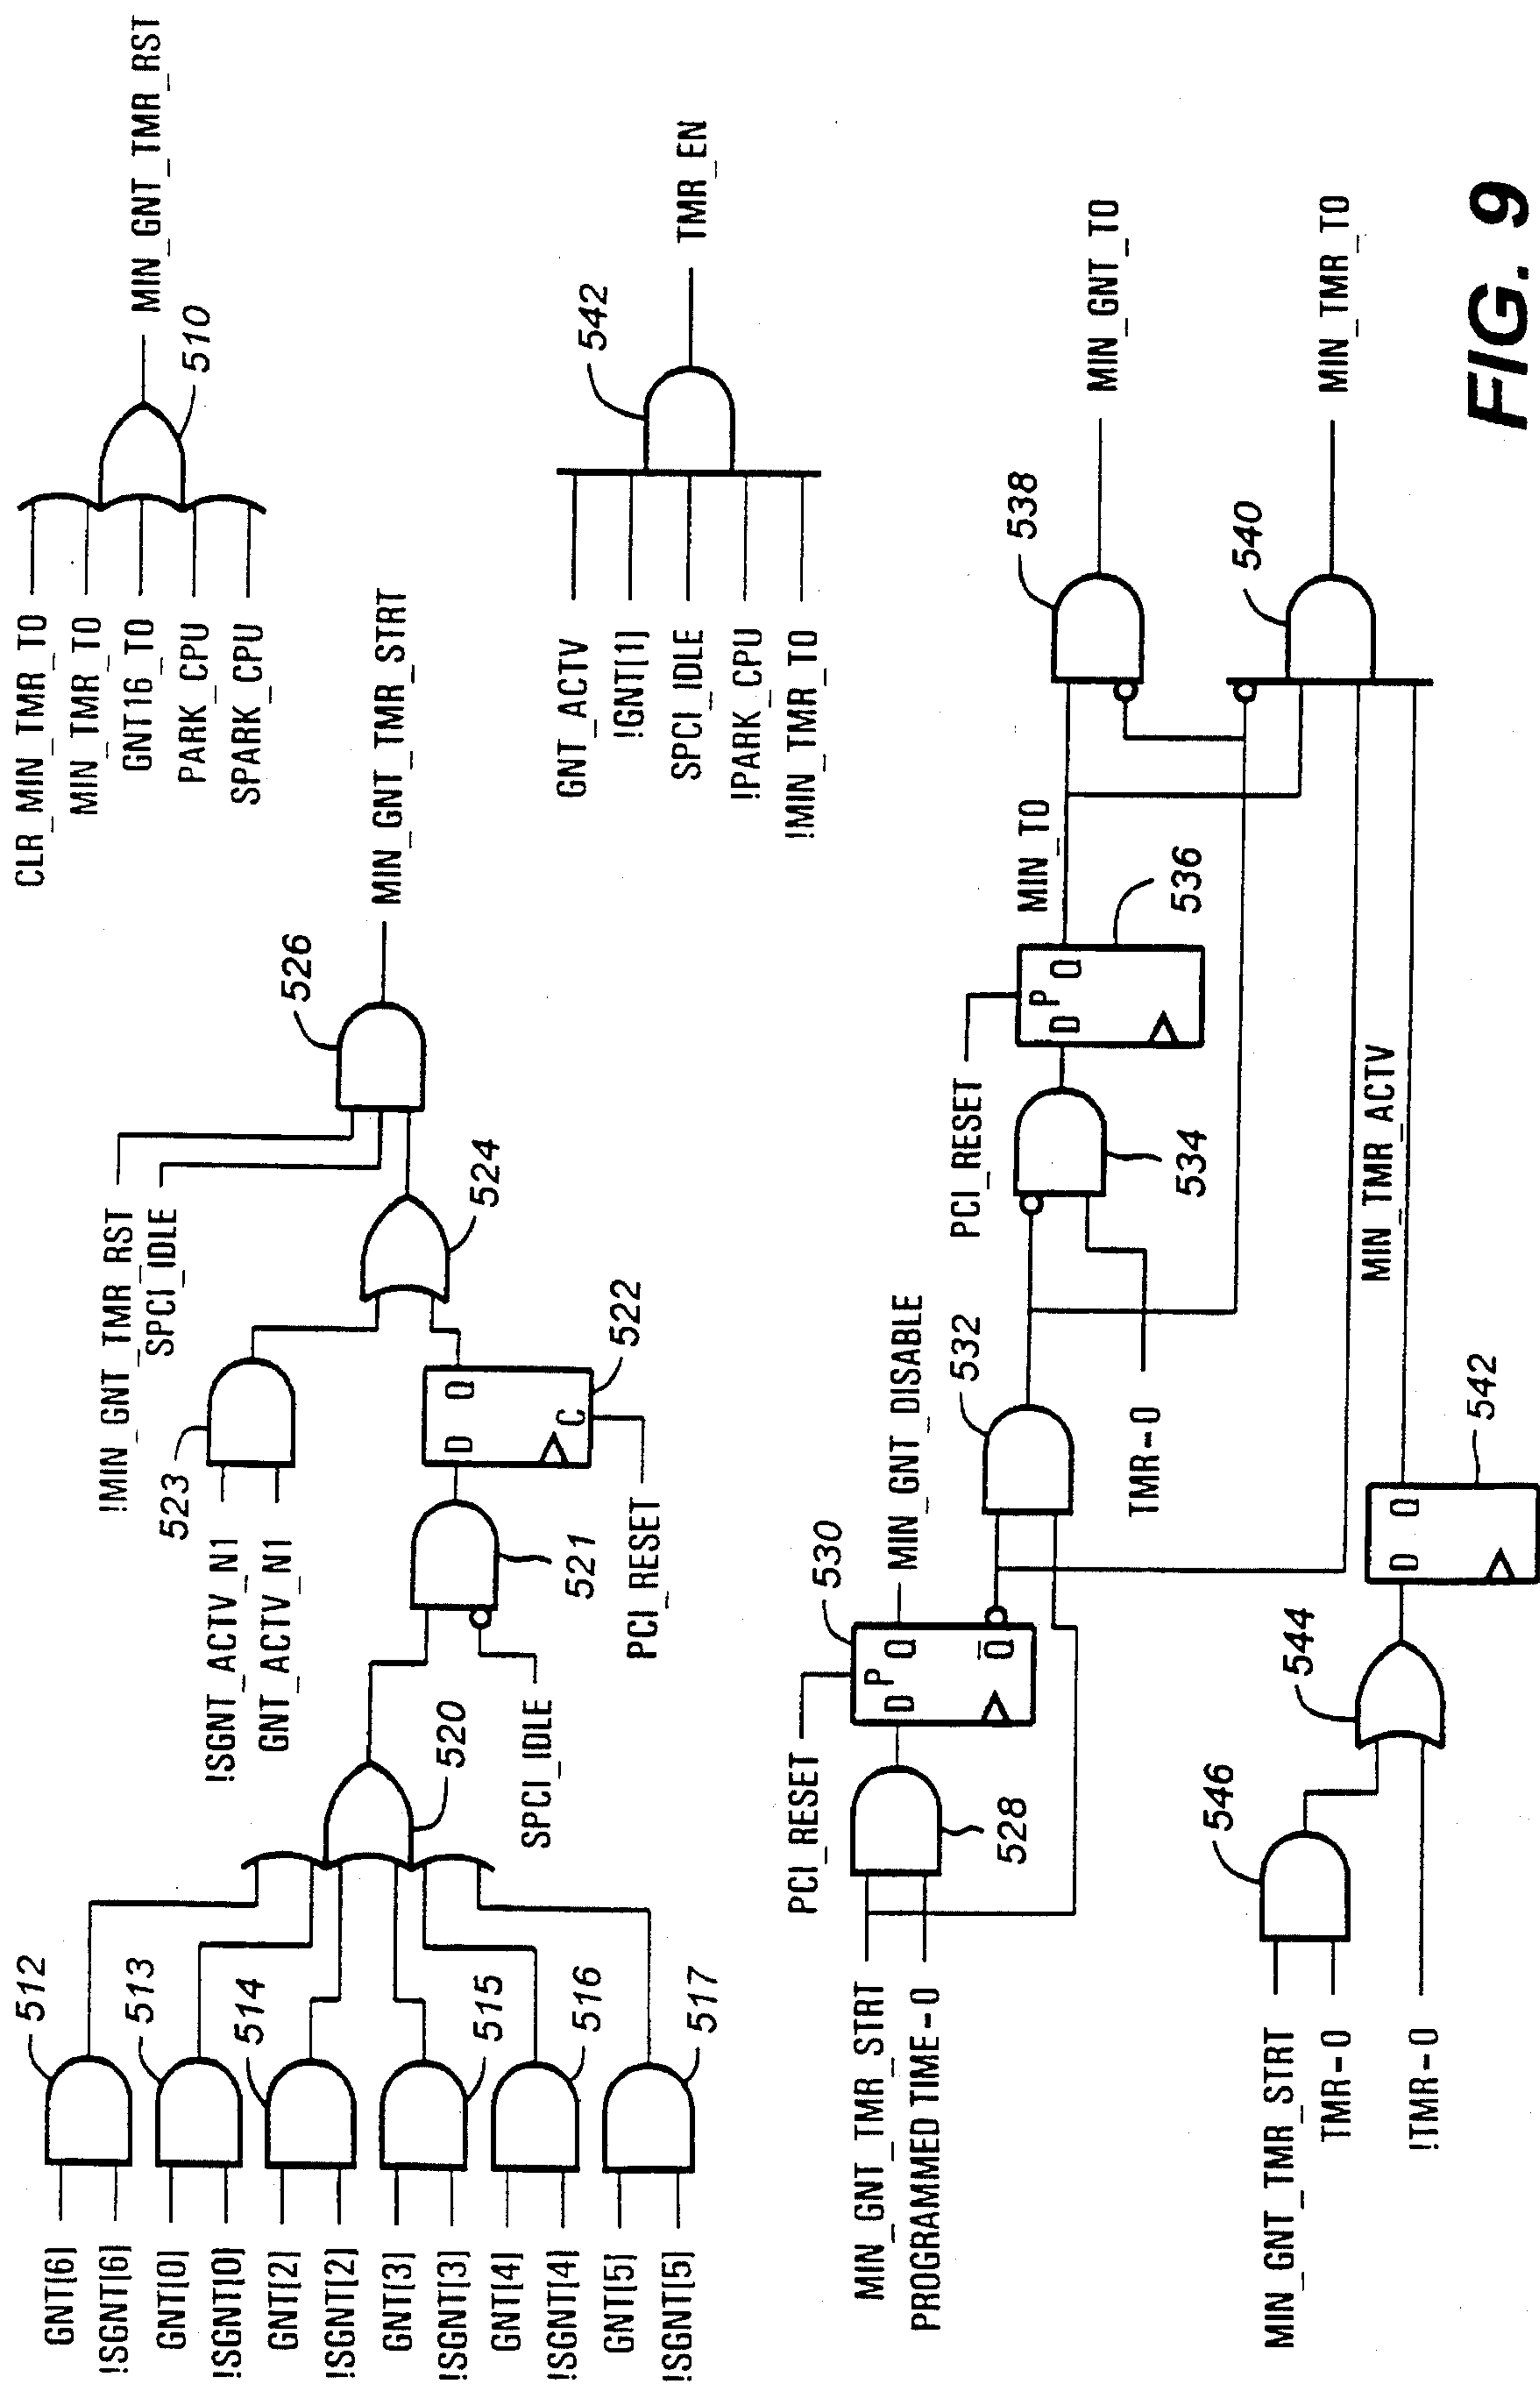 GNT[6]
!SGNT[6]
GNT[0]
!SGNT[0]
GNT[2]
!SGNT[2]
GNT[3]
!SGNT[3]
GNT[4]
!SGNT[4]
GNT[5]
!SGNT[5]
512
513
514
515
516
517
520
SPCI_IDLE
521
!SGNT_ACTV_N1
GNT_ACTV_N1
523
PCI_RESET
D Q
C
522
!MIN_GNT_TMR_RST
SPCI_IDLE
524
526
MIN_GNT_TMR_STRT
CLR_MIN_TMR_TO
MIN_TMR_TO
GNT16_TO
PARK_CPU
SPARK_CPU
510
MIN_GNT_TMR_RST
GNT_ACTV
!GNT[1]
SPCI_IDLE
!PARK_CPU
!MIN_TMR_TO
542
TMR_EN
MIN_GNT_TMR_STRT
PROGRAMMED TIME=0
528
PCI_RESET
530
P
D Q
Q
MIN_GNT_DISABLE
532
TMR=0
534
PCI_RESET
P
D Q
536
MIN_TO
538
MIN_GNT_TO
540
MIN_TMR_TO
MIN_GNT_TMR_STRT
TMR=0
!TMR=0
546
544
D Q
542
MIN_TMR_ACTV
FIG. 9